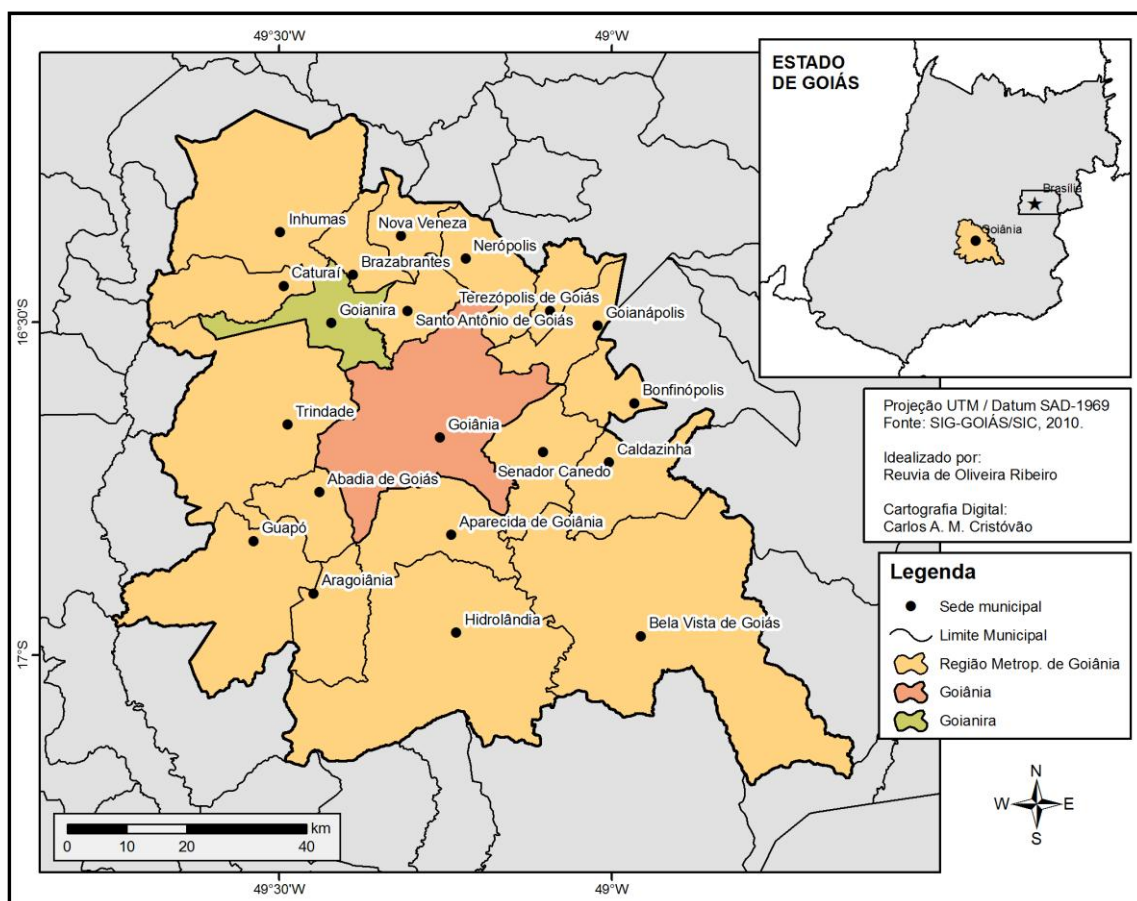 49°30'W
49°W
ESTADO
DE GOIÁS
Brasília
Goiânia
Inhumas
Nova Veneza
Nerópolis
Brazabrantes
Caturaí
Terezópolis de Goiás
Goianira
Santo Antônio de Goiás
Goianápolis
16°30'S
Bonfinópolis
Trindade
Goiânia
Caldazinha
Senador Canedo
Abadia de Goiás
Aparecida de Goiânia
Guapó
Aragoiânia
Hidrolândia
Bela Vista de Goiás
17°S
Projeção UTM / Datum SAD-1969
Fonte: SIG-GOIÁS/SIC, 2010.
Idealizado por:
Reuvia de Oliveira Ribeiro
Cartografia Digital:
Carlos A. M. Cristóvão
Legenda
Sede municipal
Limite Municipal
Região Metrop. de Goiânia
Goiânia
Goianira
km
0 10 20 40
N
W E
S
49°30'W
49°W